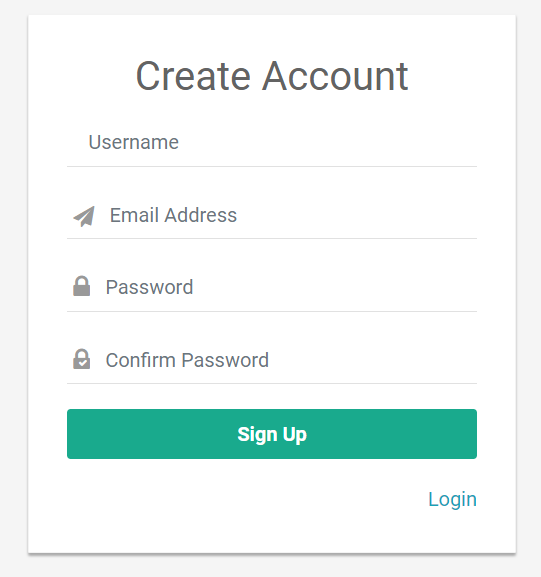 Create Account
Username
Email Address
Password
Confirm Password
Sign Up
Login